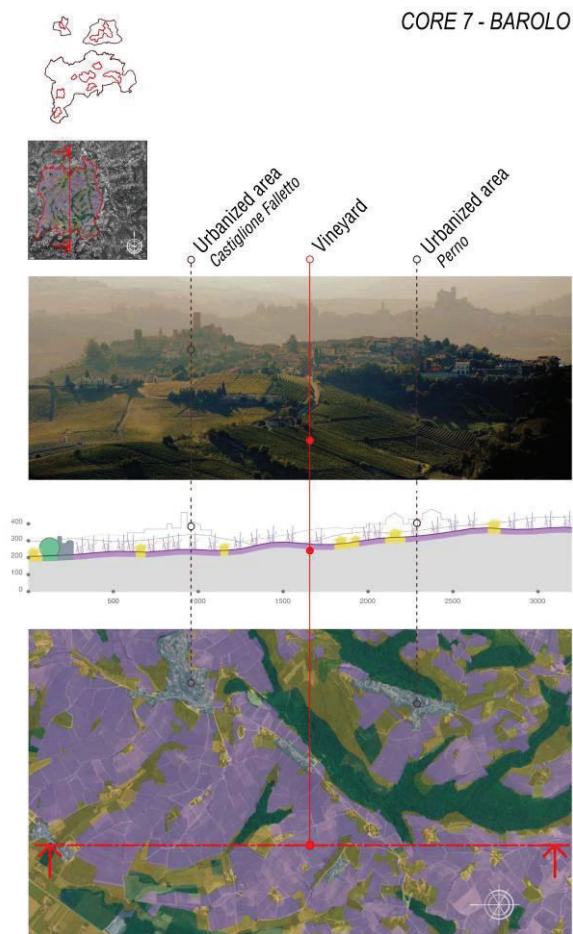 CORE 7 - BAROLO
Urbanized area
Castiglione Falletto
Vineyard
Urbanized area
Perno
400
300
200
100
0
500
1000
1500
2000
2500
3000